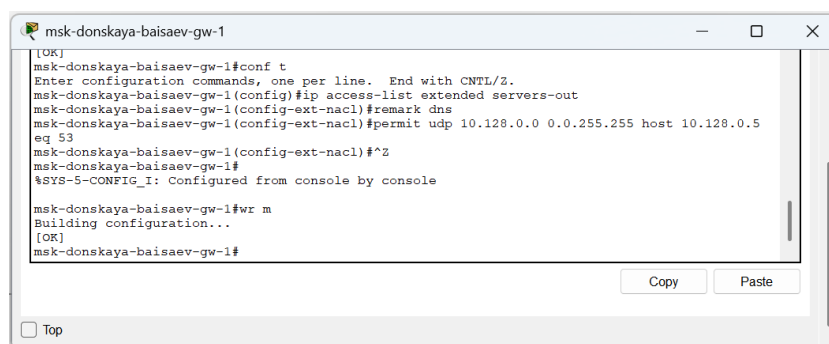 msk-donskaya-baisaev-gw-1
[OK]
msk-donskaya-baisaev-gw-1#conf t
Enter configuration commands, one per line.  End with CNTL/Z.
msk-donskaya-baisaev-gw-1(config)#ip access-list extended servers-out
msk-donskaya-baisaev-gw-1(config-ext-nacl)#remark dns
msk-donskaya-baisaev-gw-1(config-ext-nacl)#permit udp 10.128.0.0 0.0.255.255 host 10.128.0.5
eq 53
msk-donskaya-baisaev-gw-1(config-ext-nacl)#^Z
msk-donskaya-baisaev-gw-1#
%SYS-5-CONFIG_I: Configured from console by console
msk-donskaya-baisaev-gw-1#wr m
Building configuration...
[OK]
msk-donskaya-baisaev-gw-1#
Copy Paste
Top